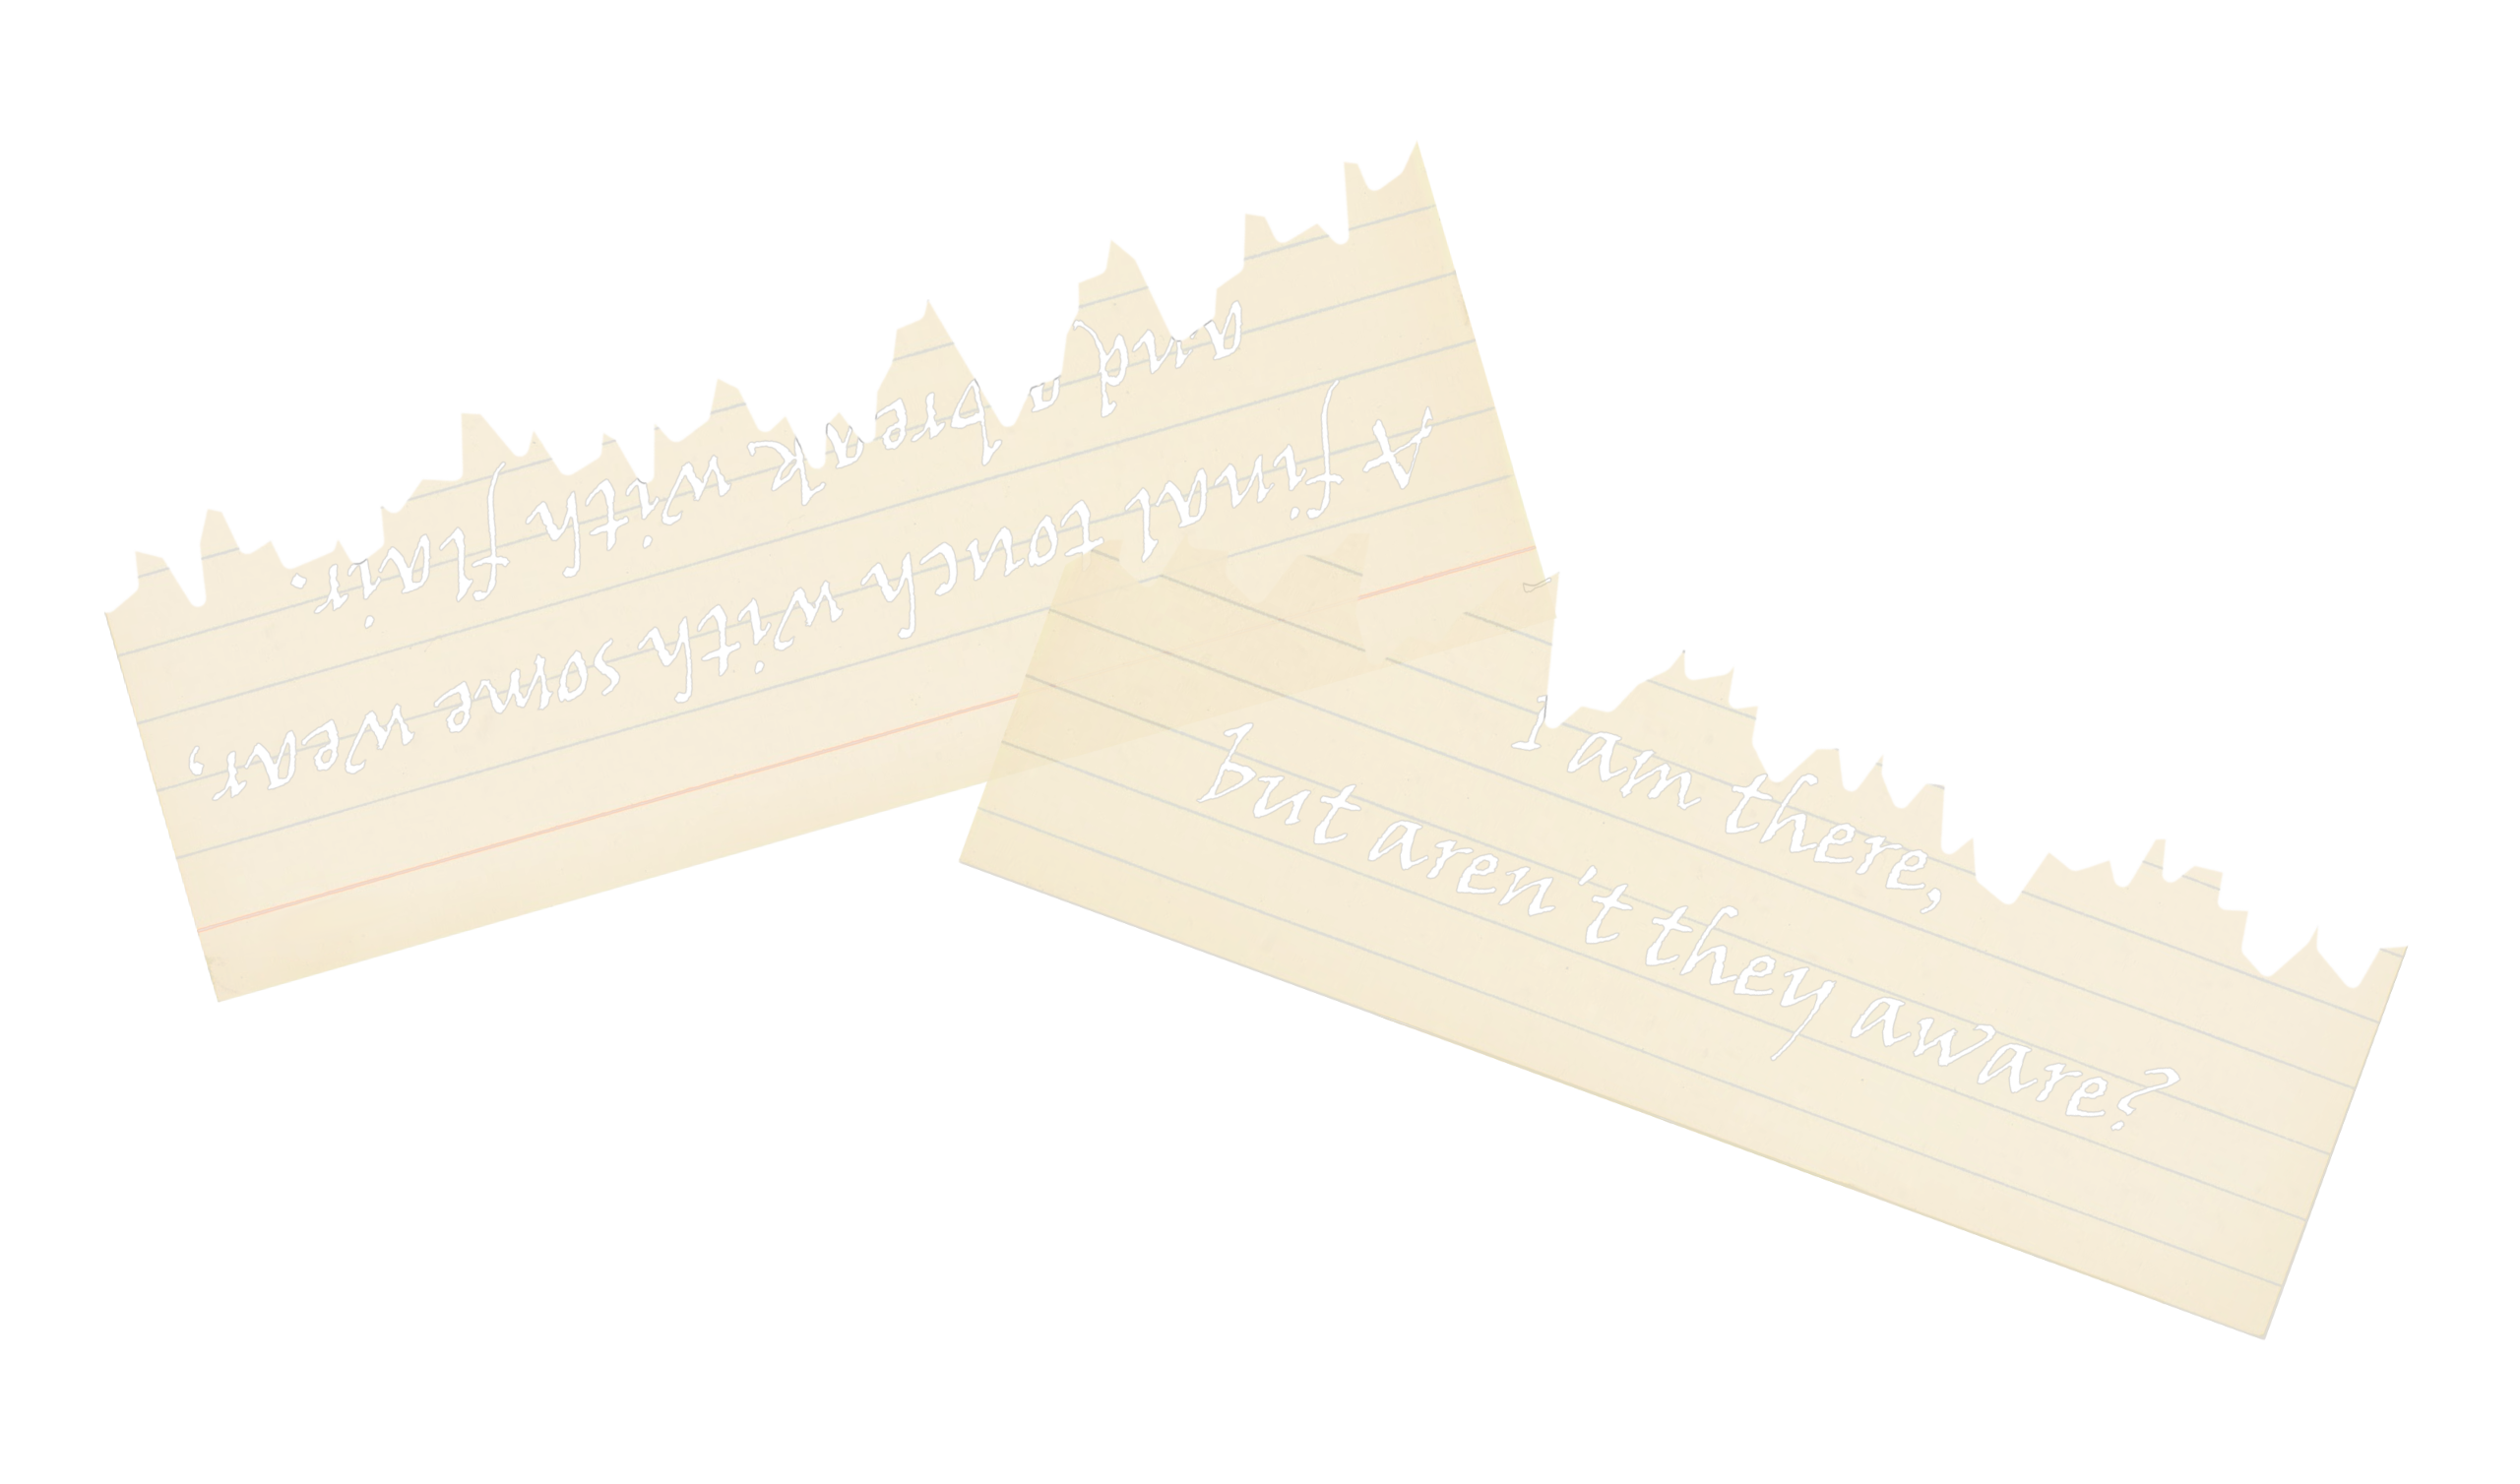 A final touch with some wear,
and a break with flair.
I am there,
But aren't they aware?